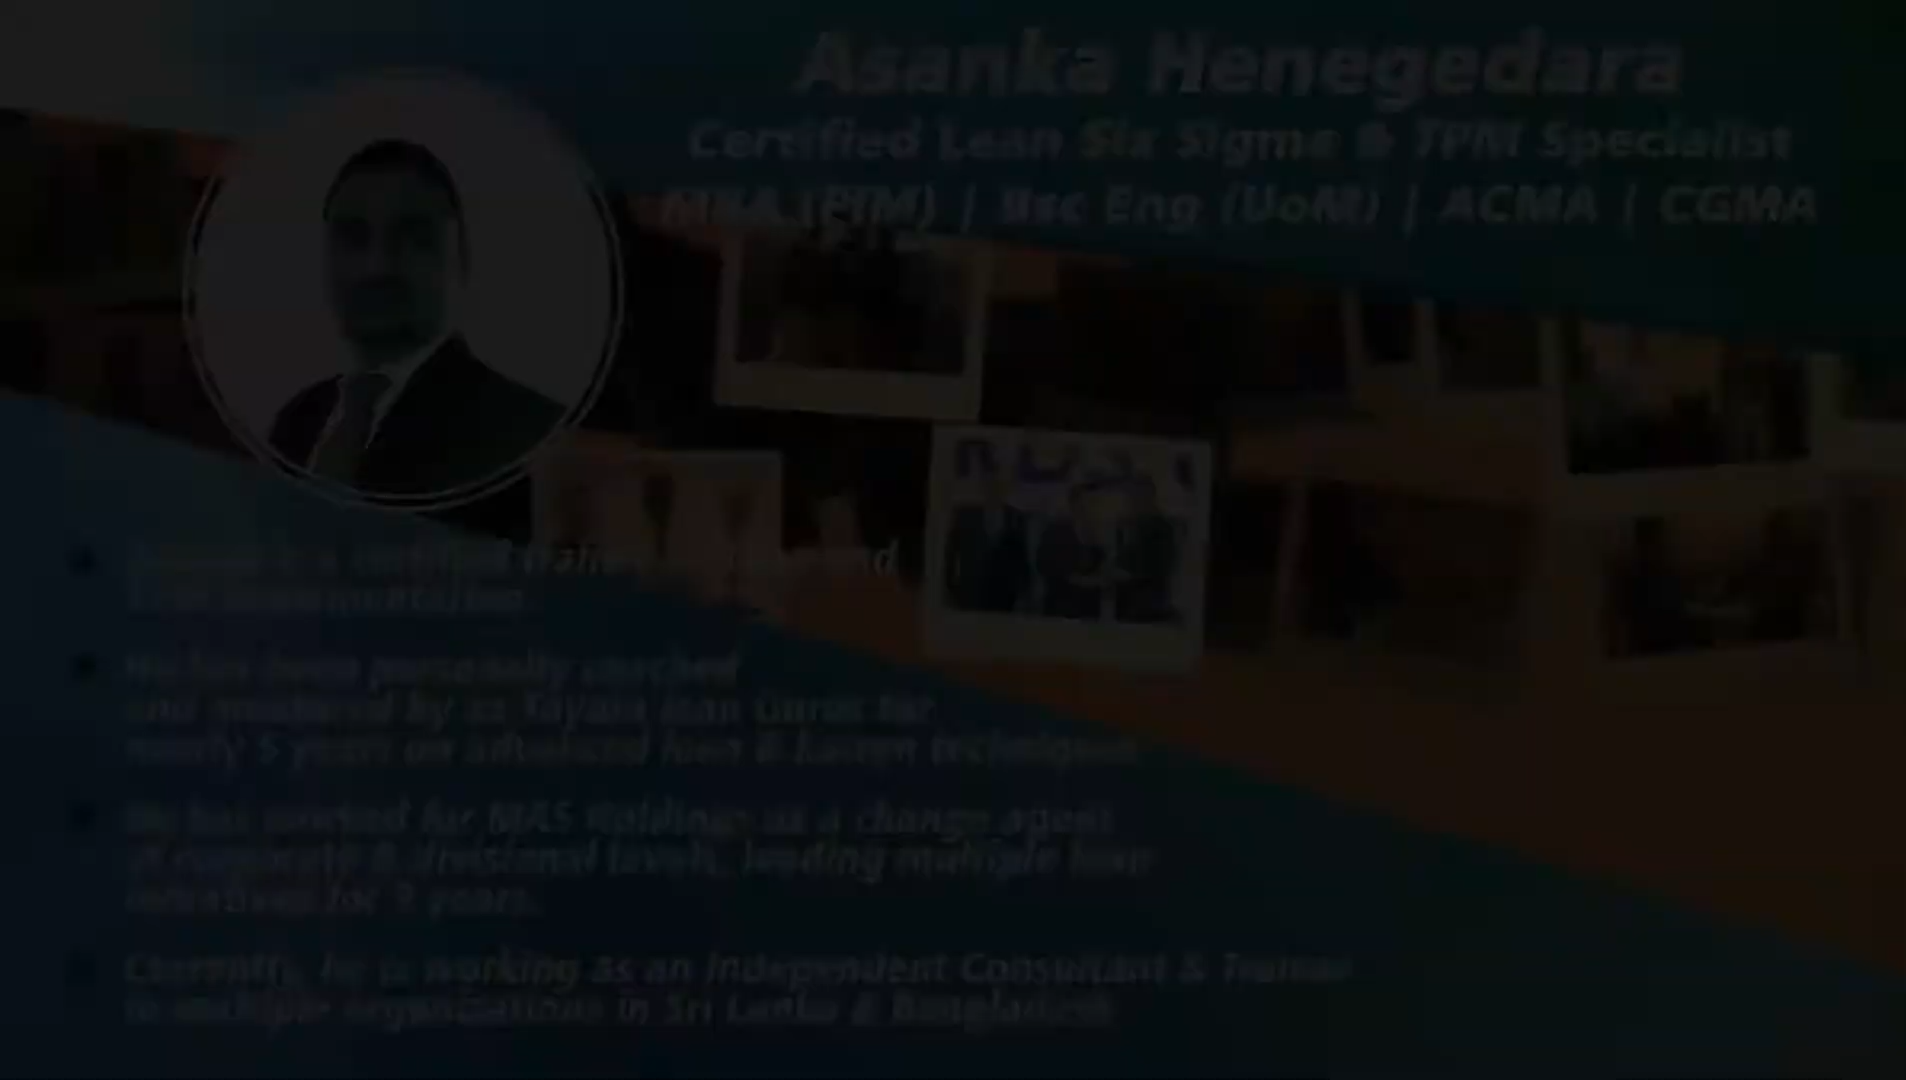 Asanka Henegedara
Certified Lean Six Sigma & TPM Specialist
MBA (PIM) | Bsc Eng (UoM) | ACMA | CGMA
and
He has been personally coached
and mentored by ex Toyota lean Gurus for
nearly 5 years on advanced lean & kaizen techniques
He has worked for MAS Holdings as a change agent
at corporate & divisional levels, leading multiple lean
initiatives for 9 years.
Currently, he is working as an Independent Consultant & Trainer
to multiple organizations in Sri Lanka & Bangladesh